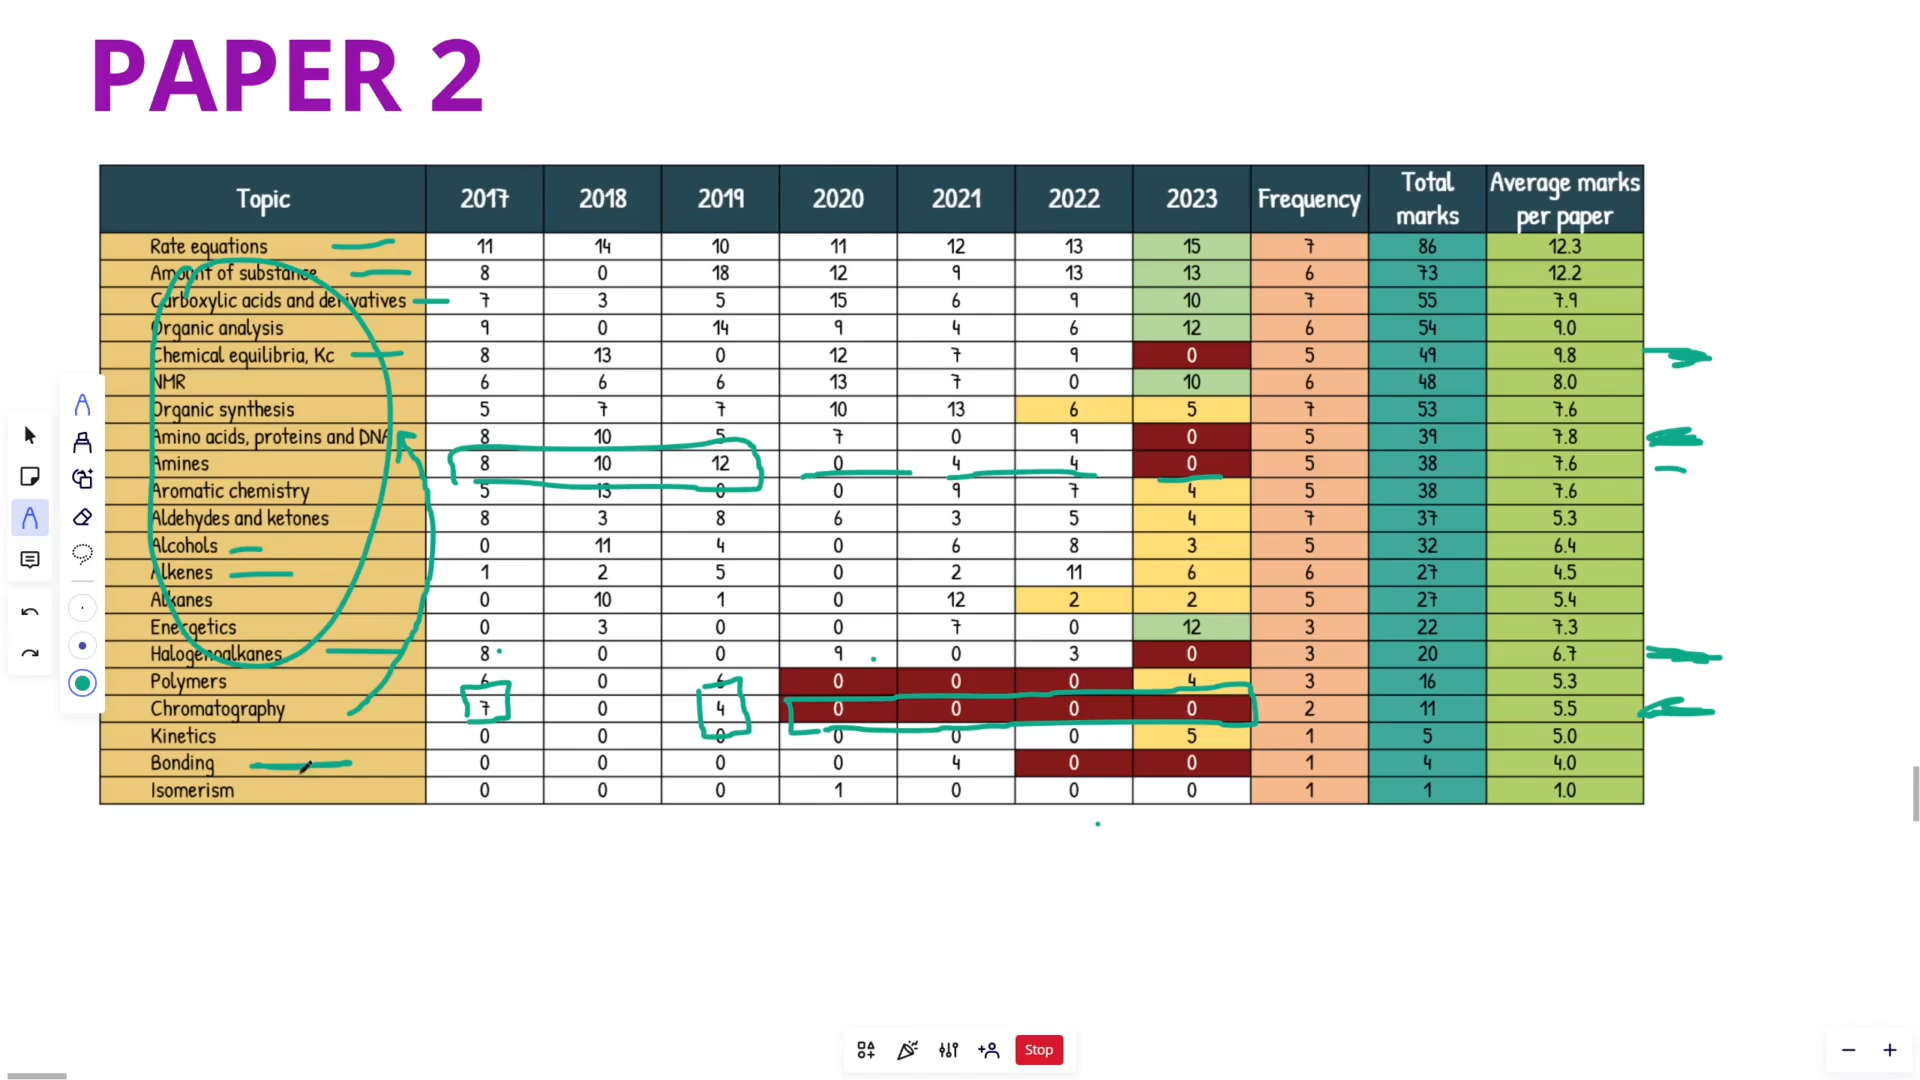 PAPER 2
Topic 2017 2018 2019 2020 2021 2022 2023 Frequency Total marks Average marks per paper
Rate equations 11 14 10 11 12 13 15 7 86 12.3
Amount of substance 8 0 18 12 9 13 13 6 73 12.2
Carboxylic acids and derivatives 7 3 5 15 6 9 10 7 55 7.9
Organic analysis 9 0 14 9 4 6 12 6 54 9.0
Chemical equilibria, Kc 8 13 0 12 7 9 0 5 49 9.8
NMR 6 6 6 13 7 0 10 6 48 8.0
Organic synthesis 5 7 7 10 13 6 5 7 53 7.6
Amino acids, proteins and DNA 8 10 5 7 0 9 0 5 39 7.8
Amines 8 10 12 0 4 4 0 5 38 7.6
Aromatic chemistry 5 13 0 0 9 7 4 5 38 7.6
Aldehydes and ketones 8 3 8 6 3 5 4 7 37 5.3
Alcohols 0 11 4 0 6 8 3 5 32 6.4
Alkenes 1 2 5 0 2 11 6 6 27 4.5
Alkanes 0 10 1 0 12 2 2 5 27 5.4
Energetics 0 3 0 0 7 0 12 3 22 7.3
Halogenoalkanes 8 0 0 9 0 3 0 3 20 6.7
Polymers 6 0 6 0 0 0 4 3 16 5.3
Chromatography 7 0 4 0 0 0 0 2 11 5.5
Kinetics 0 0 0 0 0 0 5 1 5 5.0
Bonding 0 0 0 0 4 0 0 1 4 4.0
Isomerism 0 0 0 1 0 0 0 1 1 1.0
Stop